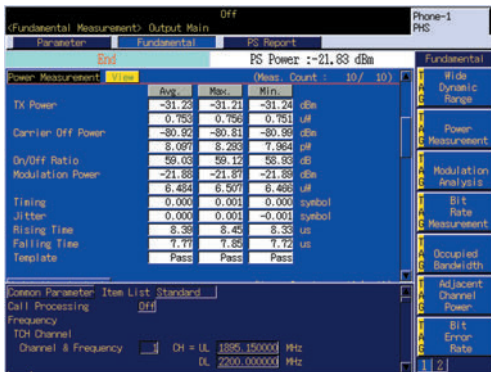 Off
Phone-1
<Fundamental Measurement> Output Main
PHS
Parameter Fundamental PS Report
End PS Power :-21.83 dBm Fundamental
Power Measurement View (Meas. Count : 10/ 10)
Avg. Max. Min.
TX Power -31.23 -31.21 -31.24 dBm
0.753 0.756 0.751 uW
Carrier Off Power -80.92 -80.81 -80.99 dBm
8.097 8.293 7.964 pW
On/Off Ratio 59.03 59.12 58.93 dB
Modulation Power -21.88 -21.87 -21.89 dBm
6.484 6.507 6.466 uW
Timing 0.000 0.001 0.000 symbol
Jitter 0.000 0.001 -0.001 symbol
Rising Time 8.39 8.45 8.33 us
Falling Time 7.77 7.85 7.72 us
Template Pass Pass Pass
Common Parameter Item List Standard
Call Processing Off
Frequency
TCH Channel
Channel & Frequency 1 CH = UL 1895.150000 MHz
DL 2200.000000 MHz
TAG Wide Dynamic Range
TAG Power Measurement
TAG Modulation Analysis
TAG Bit Rate Measurement
TAG Occupied Bandwidth
TAG Adjacent Channel Power
TAG Bit Error Rate
1 2